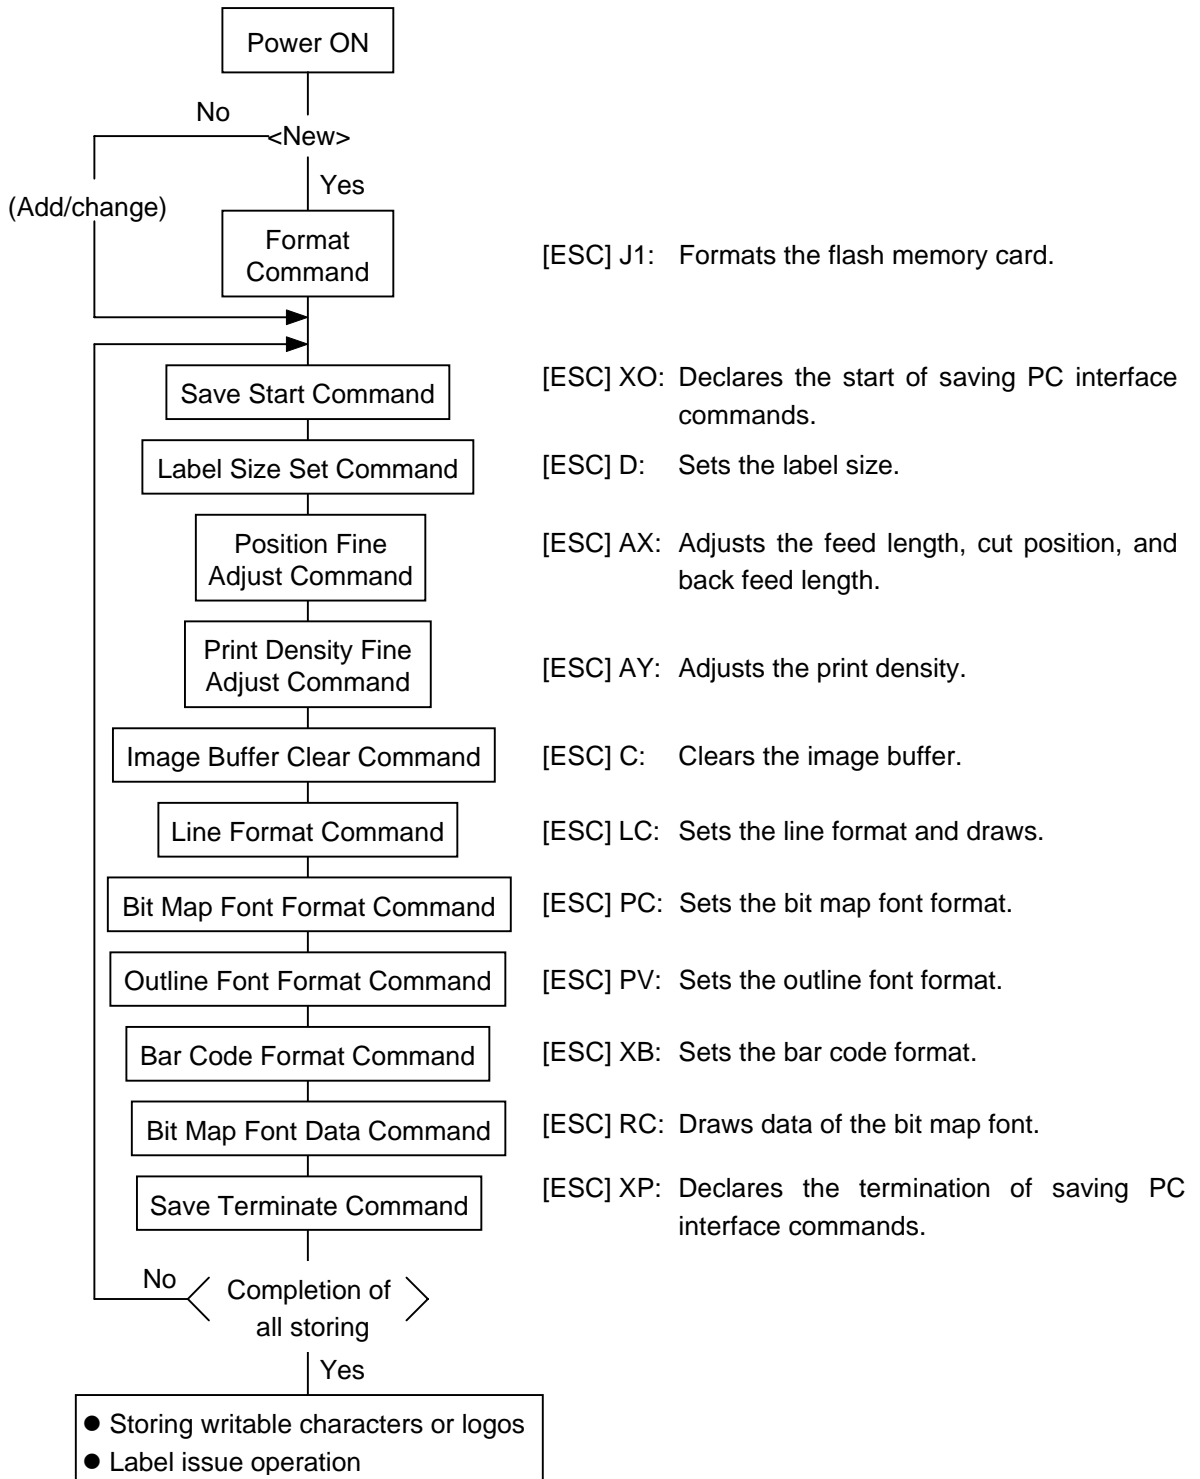 Power ON
No
<New>
Yes
(Add/change)
Format
Command
[ESC] J1: Formats the flash memory card.
Save Start Command
[ESC] XO: Declares the start of saving PC interface
commands.
Label Size Set Command
[ESC] D: Sets the label size.
Position Fine
Adjust Command
[ESC] AX: Adjusts the feed length, cut position, and
back feed length.
Print Density Fine
Adjust Command
[ESC] AY: Adjusts the print density.
Image Buffer Clear Command
[ESC] C: Clears the image buffer.
Line Format Command
[ESC] LC: Sets the line format and draws.
Bit Map Font Format Command
[ESC] PC: Sets the bit map font format.
Outline Font Format Command
[ESC] PV: Sets the outline font format.
Bar Code Format Command
[ESC] XB: Sets the bar code format.
Bit Map Font Data Command
[ESC] RC: Draws data of the bit map font.
Save Terminate Command
[ESC] XP: Declares the termination of saving PC
interface commands.
No
Completion of
all storing
Yes
● Storing writable characters or logos
● Label issue operation